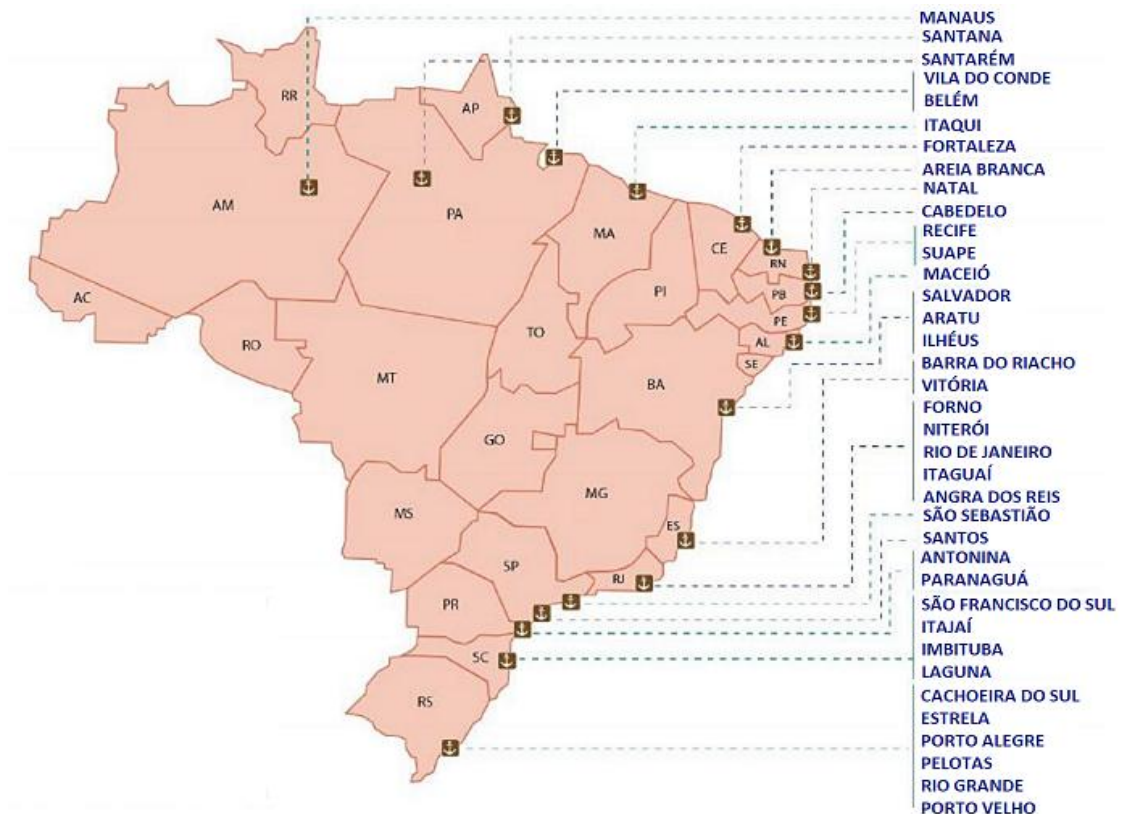 MANAUS
SANTANA
SANTARÉM
VILA DO CONDE
BELÉM
ITAQUI
FORTALEZA
AREIA BRANCA
NATAL
CABEDELO
RECIFE
SUAPE
MACEIÓ
SALVADOR
ARATU
ILHÉUS
BARRA DO RIACHO
VITÓRIA
FORNO
NITERÓI
RIO DE JANEIRO
ITAGUAÍ
ANGRA DOS REIS
SÃO SEBASTIÃO
SANTOS
ANTONINA
PARANAGUÁ
SÃO FRANCISCO DO SUL
ITAJAÍ
IMBITUBA
LAGUNA
CACHOEIRA DO SUL
ESTRELA
PORTO ALEGRE
PELOTAS
RIO GRANDE
PORTO VELHO
RR
AP
AM
PA
MA
CE
RN
PB
PI
PE
AC
AL
TO
RO
SE
MT
BA
GO
MG
MS
ES
SP
RJ
PR
SC
RS